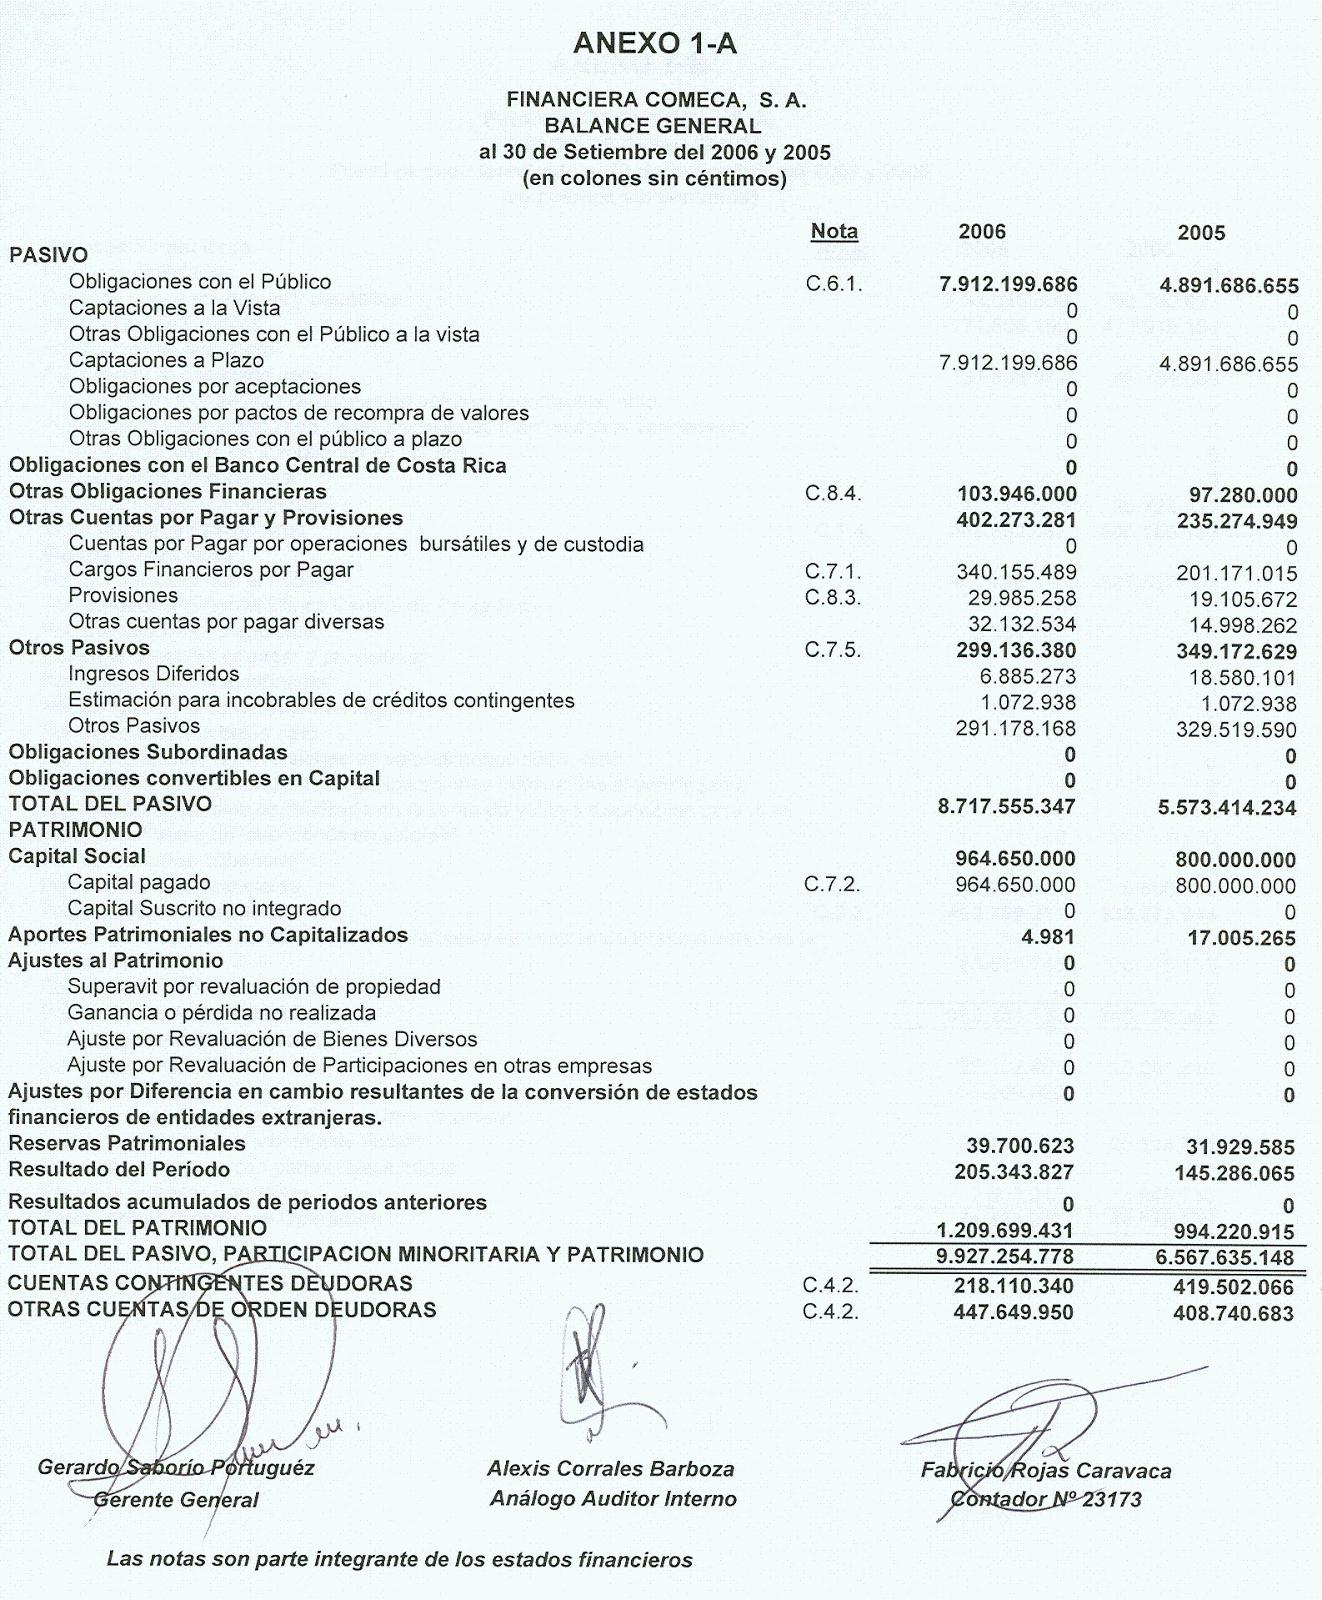 ANEXO 1-A
FINANCIERA COMECA, S. A.
BALANCE GENERAL
al 30 de Setiembre del 2006 y 2005
(en colones sin céntimos)
Nota 2006 2005
PASIVO
Obligaciones con el Público C.6.1. 7.912.199.686 4.891.686.655
Captaciones a la Vista 0 0
Otras Obligaciones con el Público a la vista 0 0
Captaciones a Plazo 7.912.199.686 4.891.686.655
Obligaciones por aceptaciones 0 0
Obligaciones por pactos de recompra de valores 0 0
Otras Obligaciones con el público a plazo 0 0
Obligaciones con el Banco Central de Costa Rica 0 0
Otras Obligaciones Financieras C.8.4. 103.946.000 97.280.000
Otras Cuentas por Pagar y Provisiones 402.273.281 235.274.949
Cuentas por Pagar por operaciones bursátiles y de custodia 0 0
Cargos Financieros por Pagar C.7.1. 340.155.489 201.171.015
Provisiones C.8.3. 29.985.258 19.105.672
Otras cuentas por pagar diversas 32.132.534 14.998.262
Otros Pasivos C.7.5. 299.136.380 349.172.629
Ingresos Diferidos 6.885.273 18.580.101
Estimación para incobrables de créditos contingentes 1.072.938 1.072.938
Otros Pasivos 291.178.168 329.519.590
Obligaciones Subordinadas 0 0
Obligaciones convertibles en Capital 0 0
TOTAL DEL PASIVO 8.717.555.347 5.573.414.234
PATRIMONIO
Capital Social 964.650.000 800.000.000
Capital pagado C.7.2. 964.650.000 800.000.000
Capital Suscrito no integrado 0 0
Aportes Patrimoniales no Capitalizados 4.981 17.005.265
Ajustes al Patrimonio 0 0
Superavit por revaluación de propiedad 0 0
Ganancia o pérdida no realizada 0 0
Ajuste por Revaluación de Bienes Diversos 0 0
Ajuste por Revaluación de Participaciones en otras empresas 0 0
Ajustes por Diferencia en cambio resultantes de la conversión de estados 0 0
financieros de entidades extranjeras.
Reservas Patrimoniales 39.700.623 31.929.585
Resultado del Período 205.343.827 145.286.065
Resultados acumulados de periodos anteriores 0 0
TOTAL DEL PATRIMONIO 1.209.699.431 994.220.915
TOTAL DEL PASIVO, PARTICIPACION MINORITARIA Y PATRIMONIO 9.927.254.778 6.567.635.148
CUENTAS CONTINGENTES DEUDORAS C.4.2. 218.110.340 419.502.066
OTRAS CUENTAS DE ORDEN DEUDORAS C.4.2. 447.649.950 408.740.683
Gerardo Saborío Portuguéz Alexis Corrales Barboza Fabricio Rojas Caravaca
Gerente General Análogo Auditor Interno Contador Nº 23173
Las notas son parte integrante de los estados financieros